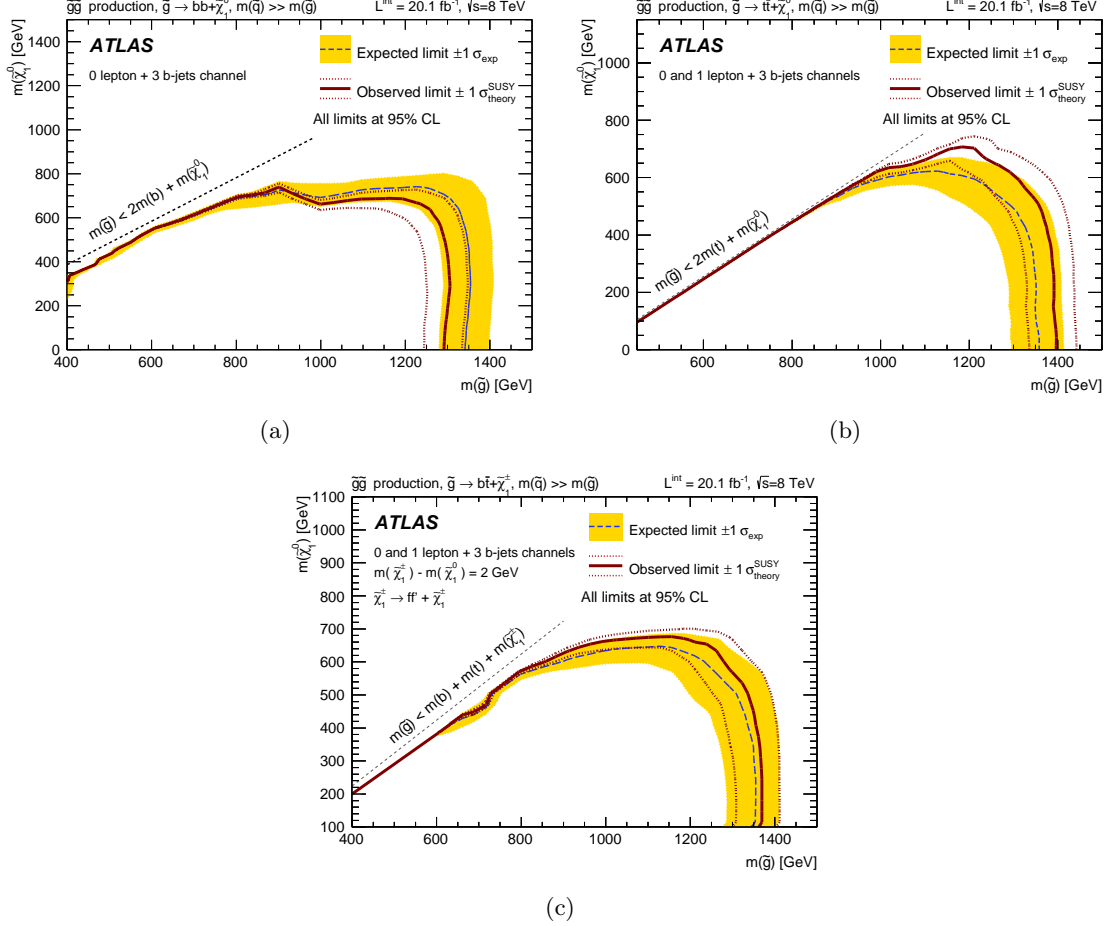 g̃g̃ production, g̃ → bb̄+χ̃₁⁰, m(q̃) >> m(g̃) Lⁱⁿᵗ = 20.1 fb⁻¹, √s=8 TeV
ATLAS
0 lepton + 3 b-jets channel
Expected limit ±1 σ_exp
Observed limit ± 1 σ_theory^SUSY
All limits at 95% CL
m(g̃) < 2m(b) + m(χ̃₁⁰)
m(χ̃₁⁰) [GeV]
1400
1200
1000
800
600
400
200
0
400 600 800 1000 1200 1400
m(g̃) [GeV]
(a)
g̃g̃ production, g̃ → tt̄+χ̃₁⁰, m(q̃) >> m(g̃) Lⁱⁿᵗ = 20.1 fb⁻¹, √s=8 TeV
ATLAS
0 and 1 lepton + 3 b-jets channels
Expected limit ±1 σ_exp
Observed limit ± 1 σ_theory^SUSY
All limits at 95% CL
m(g̃) < 2m(t) + m(χ̃₁⁰)
m(χ̃₁⁰) [GeV]
1000
800
600
400
200
0
600 800 1000 1200 1400
m(g̃) [GeV]
(b)
g̃g̃ production, g̃ → bt̄+χ̃₁±, m(q̃) >> m(g̃) Lⁱⁿᵗ = 20.1 fb⁻¹, √s=8 TeV
ATLAS
0 and 1 lepton + 3 b-jets channels
m( χ̃₁± ) - m( χ̃₁⁰ ) = 2 GeV
χ̃₁± → ff' + χ̃₁±
Expected limit ±1 σ_exp
Observed limit ± 1 σ_theory^SUSY
All limits at 95% CL
m(g̃) < m(b) + m(t) + m(χ̃₁±)
m(χ̃₁⁰) [GeV]
1100
1000
900
800
700
600
500
400
300
200
100
400 600 800 1000 1200 1400
m(g̃) [GeV]
(c)